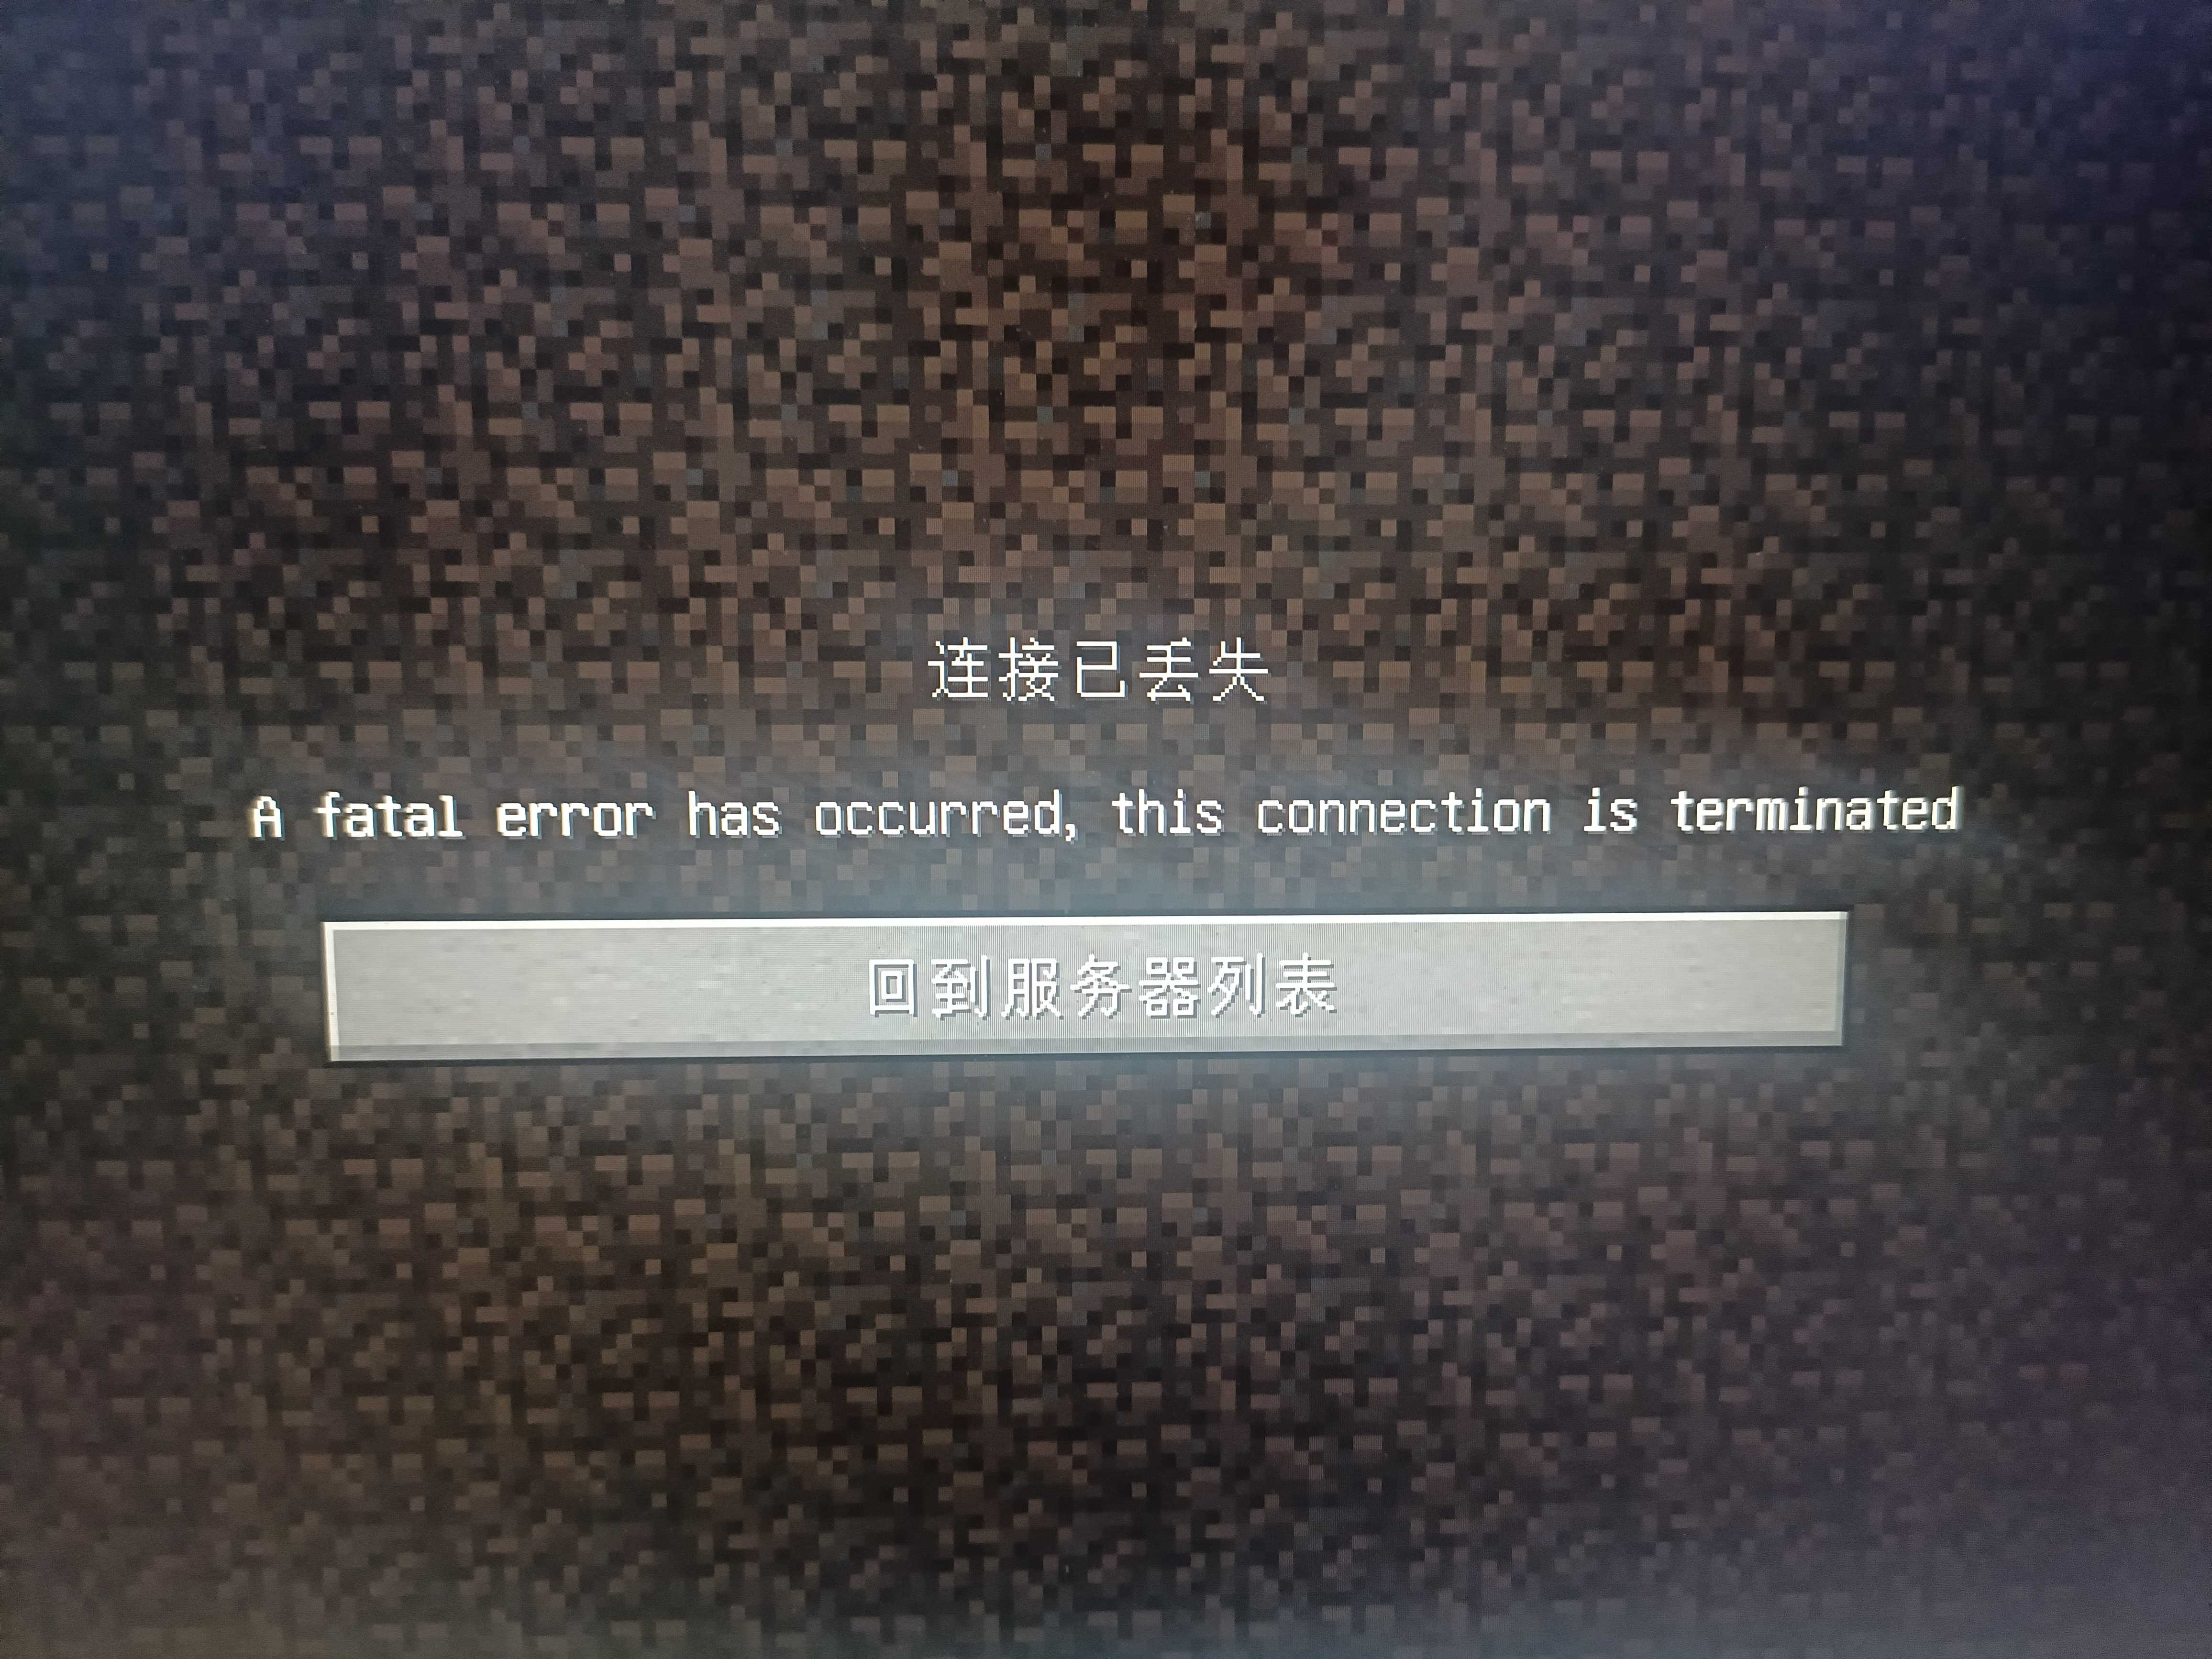 连接已丢失
A fatal error has occurred, this connection is terminated
回到服务器列表